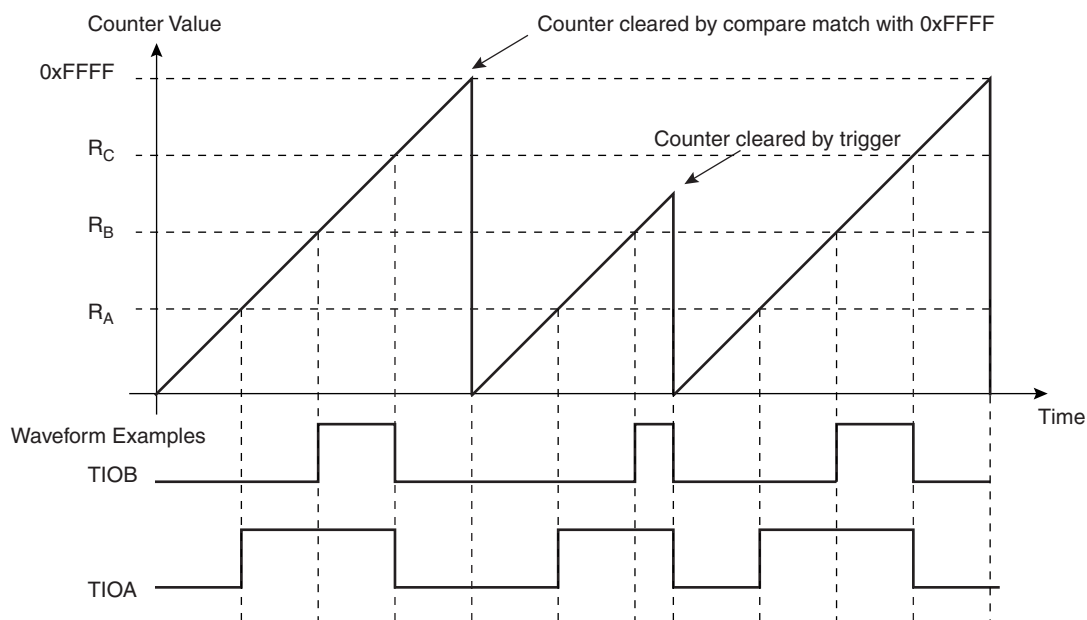 Counter Value
Counter cleared by compare match with 0xFFFF
0xFFFF
Counter cleared by trigger
RC
RB
RA
Time
Waveform Examples
TIOB
TIOA